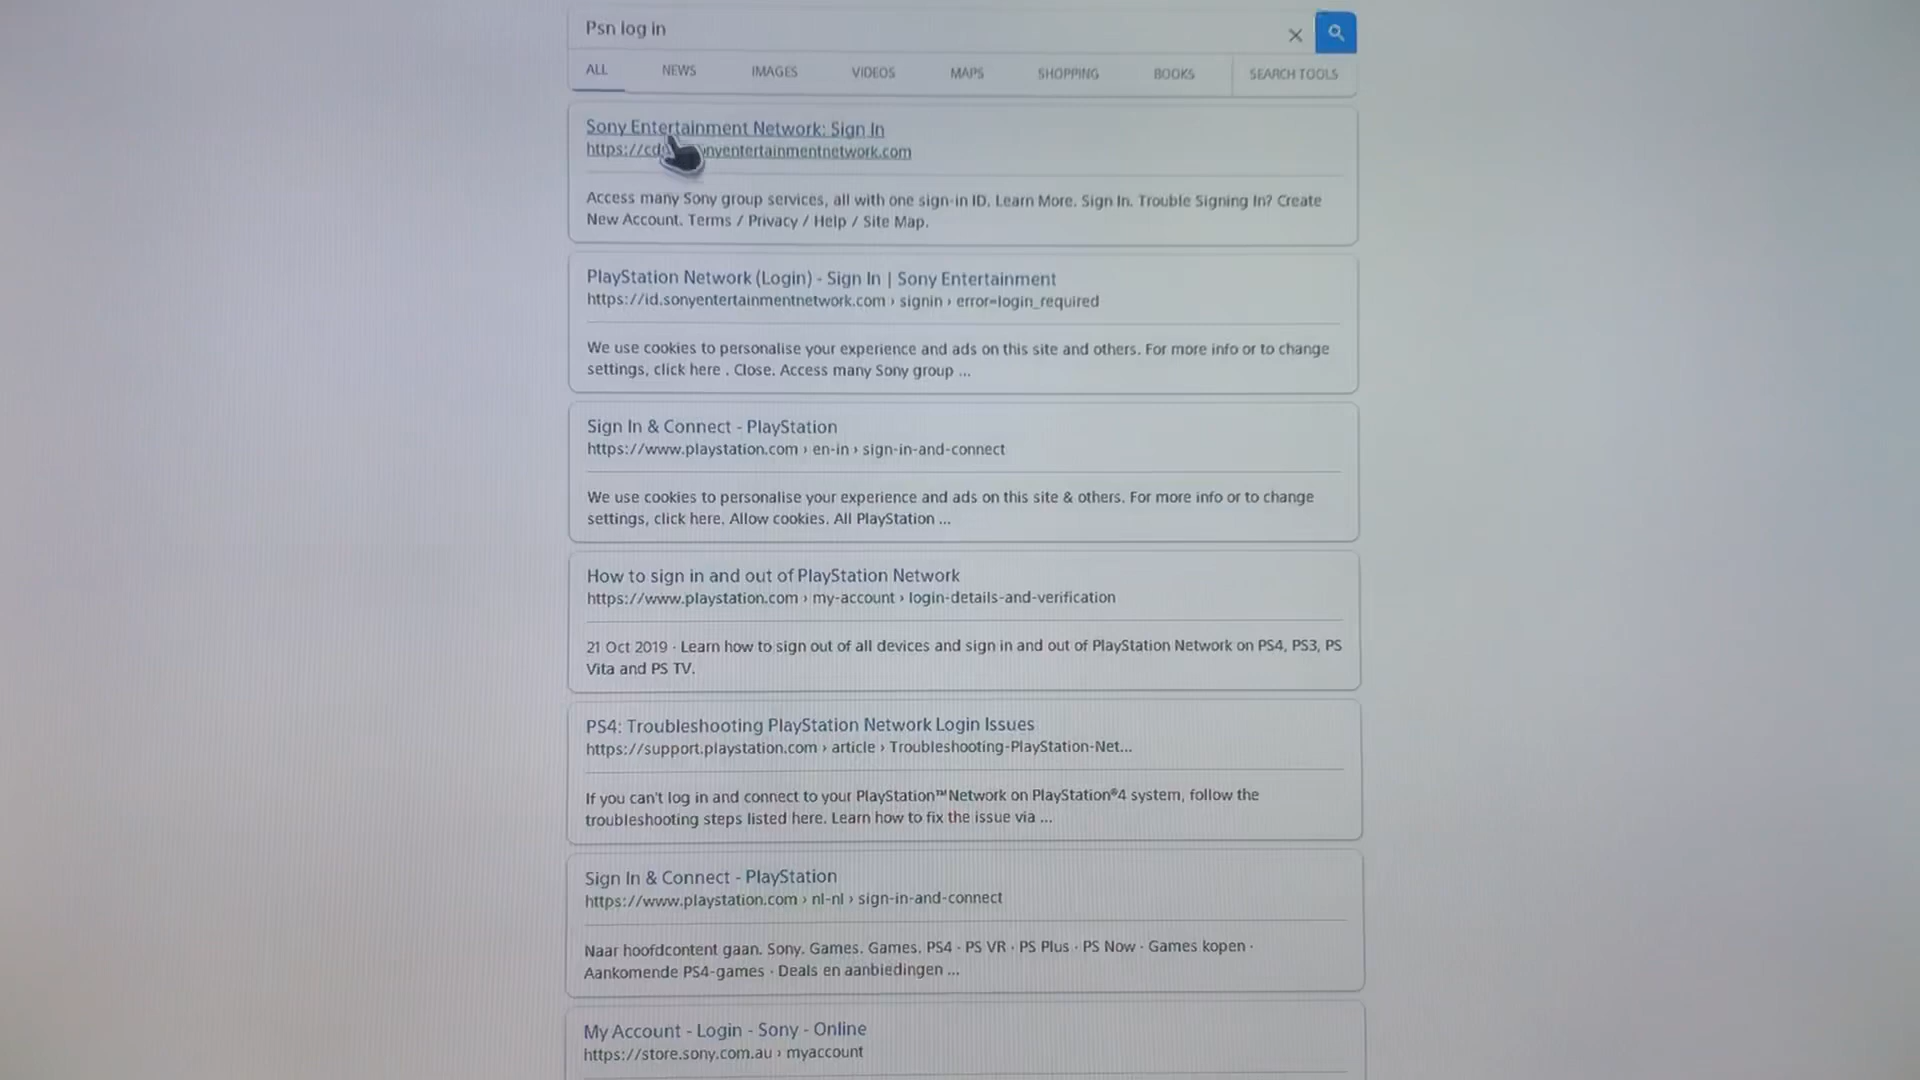 Psn log in
ALL NEWS IMAGES VIDEOS MAPS SHOPPING BOOKS SEARCH TOOLS
Sony Entertainment Network: Sign In
https://cd nyentertainmentnetwork.com
Access many Sony group services, all with one sign-in ID. Learn More. Sign In. Trouble Signing In? Create
New Account. Terms / Privacy / Help / Site Map.
PlayStation Network (Login) - Sign In | Sony Entertainment
https://id.sonyentertainmentnetwork.com › signin › error=login_required
We use cookies to personalise your experience and ads on this site and others. For more info or to change
settings, click here . Close. Access many Sony group ...
Sign In & Connect - PlayStation
https://www.playstation.com › en-in › sign-in-and-connect
We use cookies to personalise your experience and ads on this site & others. For more info or to change
settings, click here. Allow cookies. All PlayStation ...
How to sign in and out of PlayStation Network
https://www.playstation.com › my-account › login-details-and-verification
21 Oct 2019 · Learn how to sign out of all devices and sign in and out of PlayStation Network on PS4, PS3, PS
Vita and PS TV.
PS4: Troubleshooting PlayStation Network Login Issues
https://support.playstation.com › article › Troubleshooting-PlayStation-Net...
If you can't log in and connect to your PlayStation™Network on PlayStation®4 system, follow the
troubleshooting steps listed here. Learn how to fix the issue via ...
Sign In & Connect - PlayStation
https://www.playstation.com › nl-nl › sign-in-and-connect
Naar hoofdcontent gaan. Sony. Games. Games. PS4 · PS VR · PS Plus · PS Now · Games kopen ·
Aankomende PS4-games · Deals en aanbiedingen ...
My Account - Login - Sony - Online
https://store.sony.com.au › myaccount